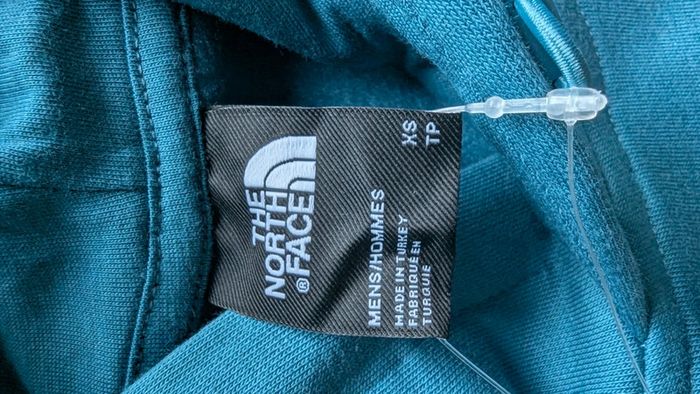 THE
NORTH
FACE®
XS
TP
MENS/HOMMES
MADE IN TURKEY
FABRIQUÉ EN
TURQUIE